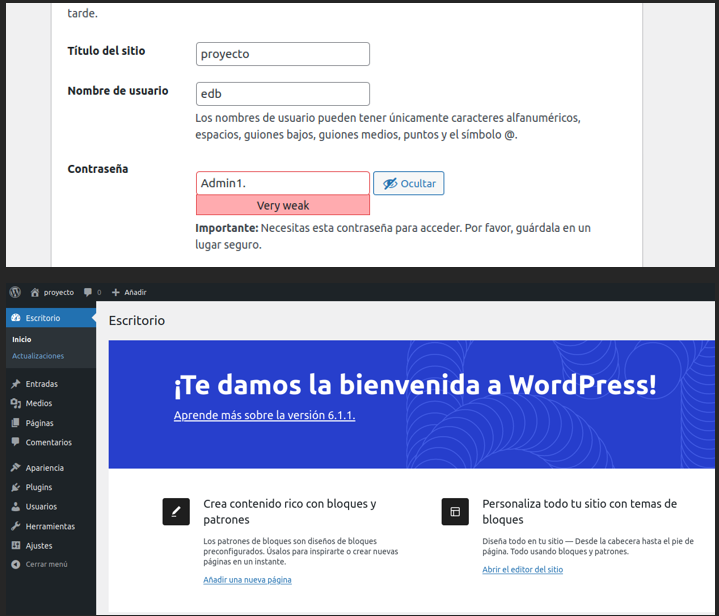 tarde.
Título del sitio
proyecto
Nombre de usuario
edb
Los nombres de usuario pueden tener únicamente caracteres alfanuméricos,
espacios, guiones bajos, guiones medios, puntos y el símbolo @.
Contraseña
Admin1.
Ocultar
Very weak
Importante: Necesitas esta contraseña para acceder. Por favor, guárdala en un
lugar seguro.
proyecto
0
Añadir
Escritorio
Inicio
Actualizaciones
Entradas
Medios
Páginas
Comentarios
Apariencia
Plugins
Usuarios
Herramientas
Ajustes
Cerrar menú
Escritorio
¡Te damos la bienvenida a WordPress!
Aprende más sobre la versión 6.1.1.
Crea contenido rico con bloques y
patrones
Los patrones de bloques son diseños de bloques
preconfigurados. Úsalos para inspirarte o crear nuevas
páginas en un instante.
Añadir una nueva página
Personaliza todo tu sitio con temas de
bloques
Diseña todo en tu sitio — Desde la cabecera hasta el pie de
página. Todo usando bloques y patrones.
Abrir el editor del sitio